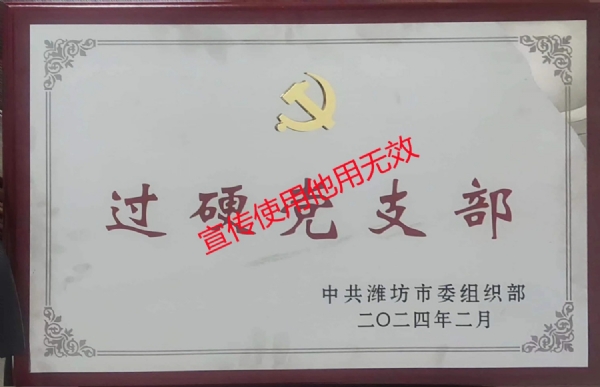 过硬党支部
宣传使用他用无效
中共潍坊市委组织部
二〇二四年二月